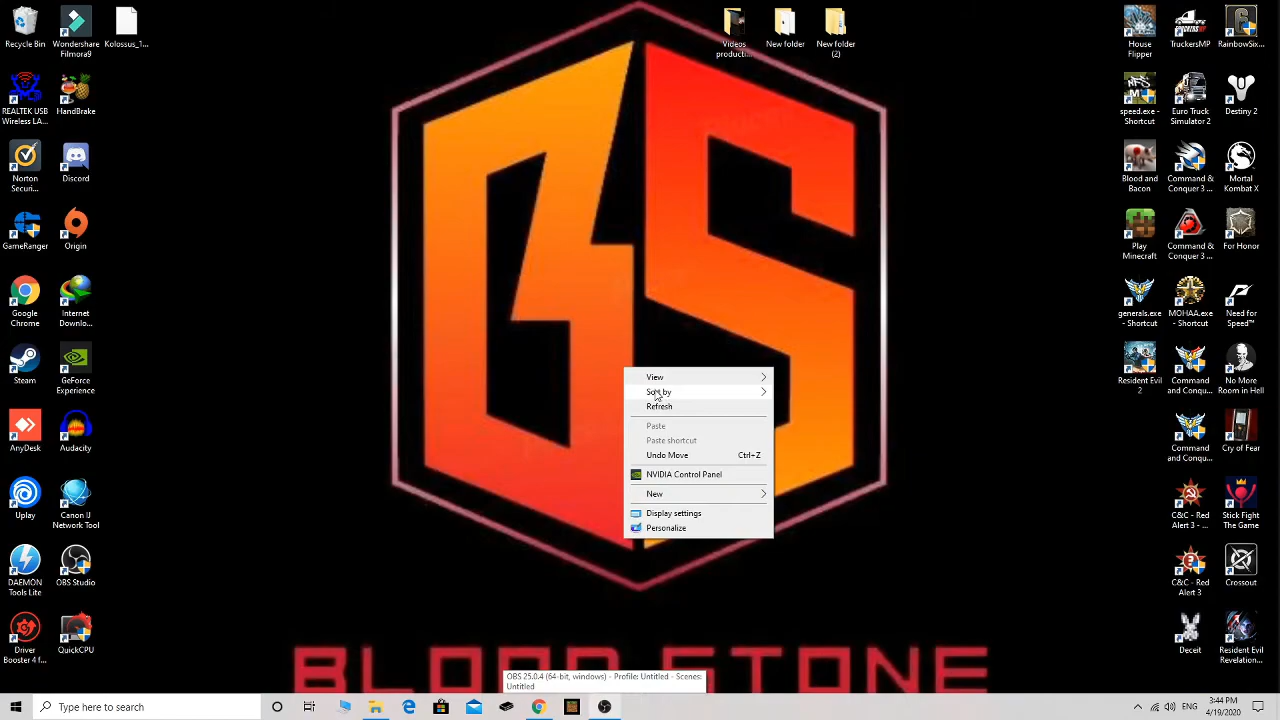 Recycle Bin
Wondershare
Filmora9
Kolossus_1...
REALTEK USB
Wireless LA...
HandBrake
Norton
Securi...
Discord
GameRanger
Origin
Google
Chrome
Internet
Downlo...
Steam
GeForce
Experience
AnyDesk
Audacity
Uplay
Canon IJ
Network Tool
DAEMON
Tools Lite
OBS Studio
Driver
Booster 4 f...
QuickCPU
Videos
producti...
New folder
New folder
(2)
House
Flipper
TruckersMP
RainbowSix...
speed.exe -
Shortcut
Euro Truck
Simulator 2
Destiny 2
Blood and
Bacon
Command &
Conquer 3 ...
Mortal
Kombat X
Play
Minecraft
Command &
Conquer 3 ...
For Honor
generals.exe
- Shortcut
MOHAA.exe
- Shortcut
Need for
Speed™
Resident Evil
2
Command
and Conqu...
No More
Room in Hell
Command
and Conqu...
Cry of Fear
C&C - Red
Alert 3 - ...
Stick Fight
The Game
C&C - Red
Alert 3
Crossout
Deceit
Resident Evil
Revelation...
BS
View
Sort by
Refresh
Paste
Paste shortcut
Undo Move Ctrl+Z
NVIDIA Control Panel
New
Display settings
Personalize
BLOOD STONE
OBS 25.0.4 (64-bit, windows) - Profile: Untitled - Scenes:
Untitled
Type here to search
3:44 PM
4/19/2020